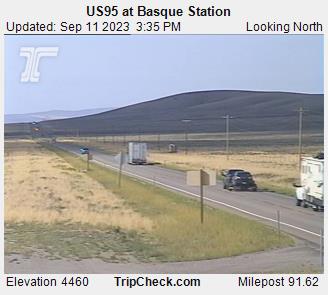 US95 at Basque Station
Updated: Sep 11 2023 3:35 PM Looking North
Elevation 4460 TripCheck.com Milepost 91.62